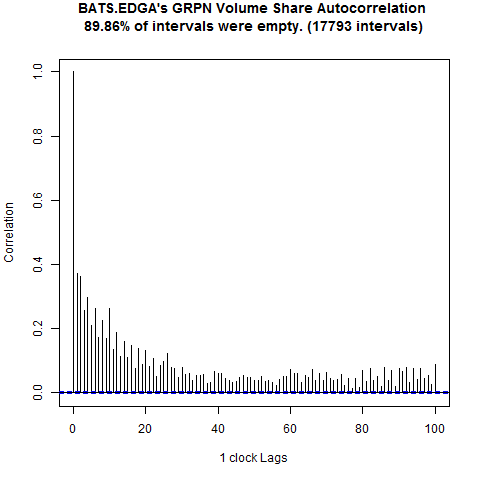 BATS.EDGA's GRPN Volume Share Autocorrelation
89.86% of intervals were empty. (17793 intervals)
1.0
0.8
0.6
0.4
0.2
0.0
Correlation
0 20 40 60 80 100
1 clock Lags